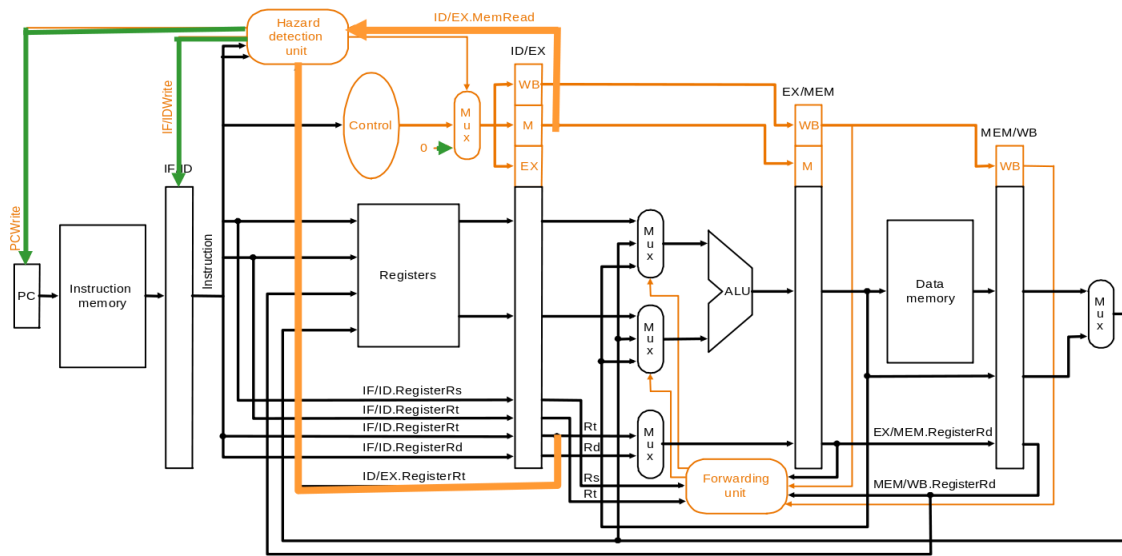 Hazard
detection
unit
ID/EX.MemRead
ID/EX
WB
M
EX
EX/MEM
WB
M
MEM/WB
WB
Control
M
u
x
0
IF/IDWrite
PCWrite
IF/ID
PC
Instruction
memory
Instruction
Registers
M
u
x
M
u
x
M
u
x
ALU
Data
memory
M
u
x
IF/ID.RegisterRs
IF/ID.RegisterRt
IF/ID.RegisterRt
IF/ID.RegisterRd
ID/EX.RegisterRt
Rt
Rd
Rs
Rt
Forwarding
unit
EX/MEM.RegisterRd
MEM/WB.RegisterRd